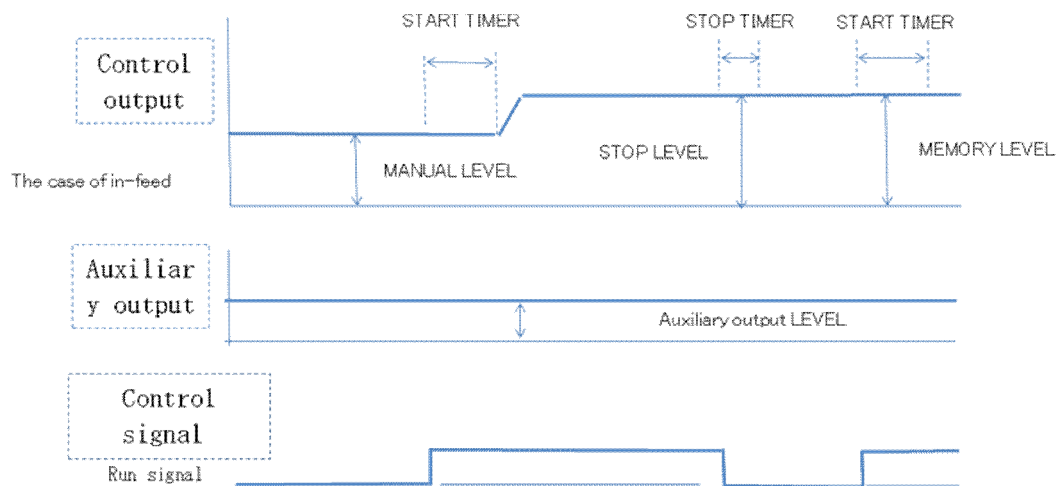 START TIMER
STOP TIMER
START TIMER
Control
output
MANUAL LEVEL
STOP LEVEL
MEMORY LEVEL
The case of in-feed
Auxiliar
y output
Auxiliary output LEVEL
Control
signal
Run signal